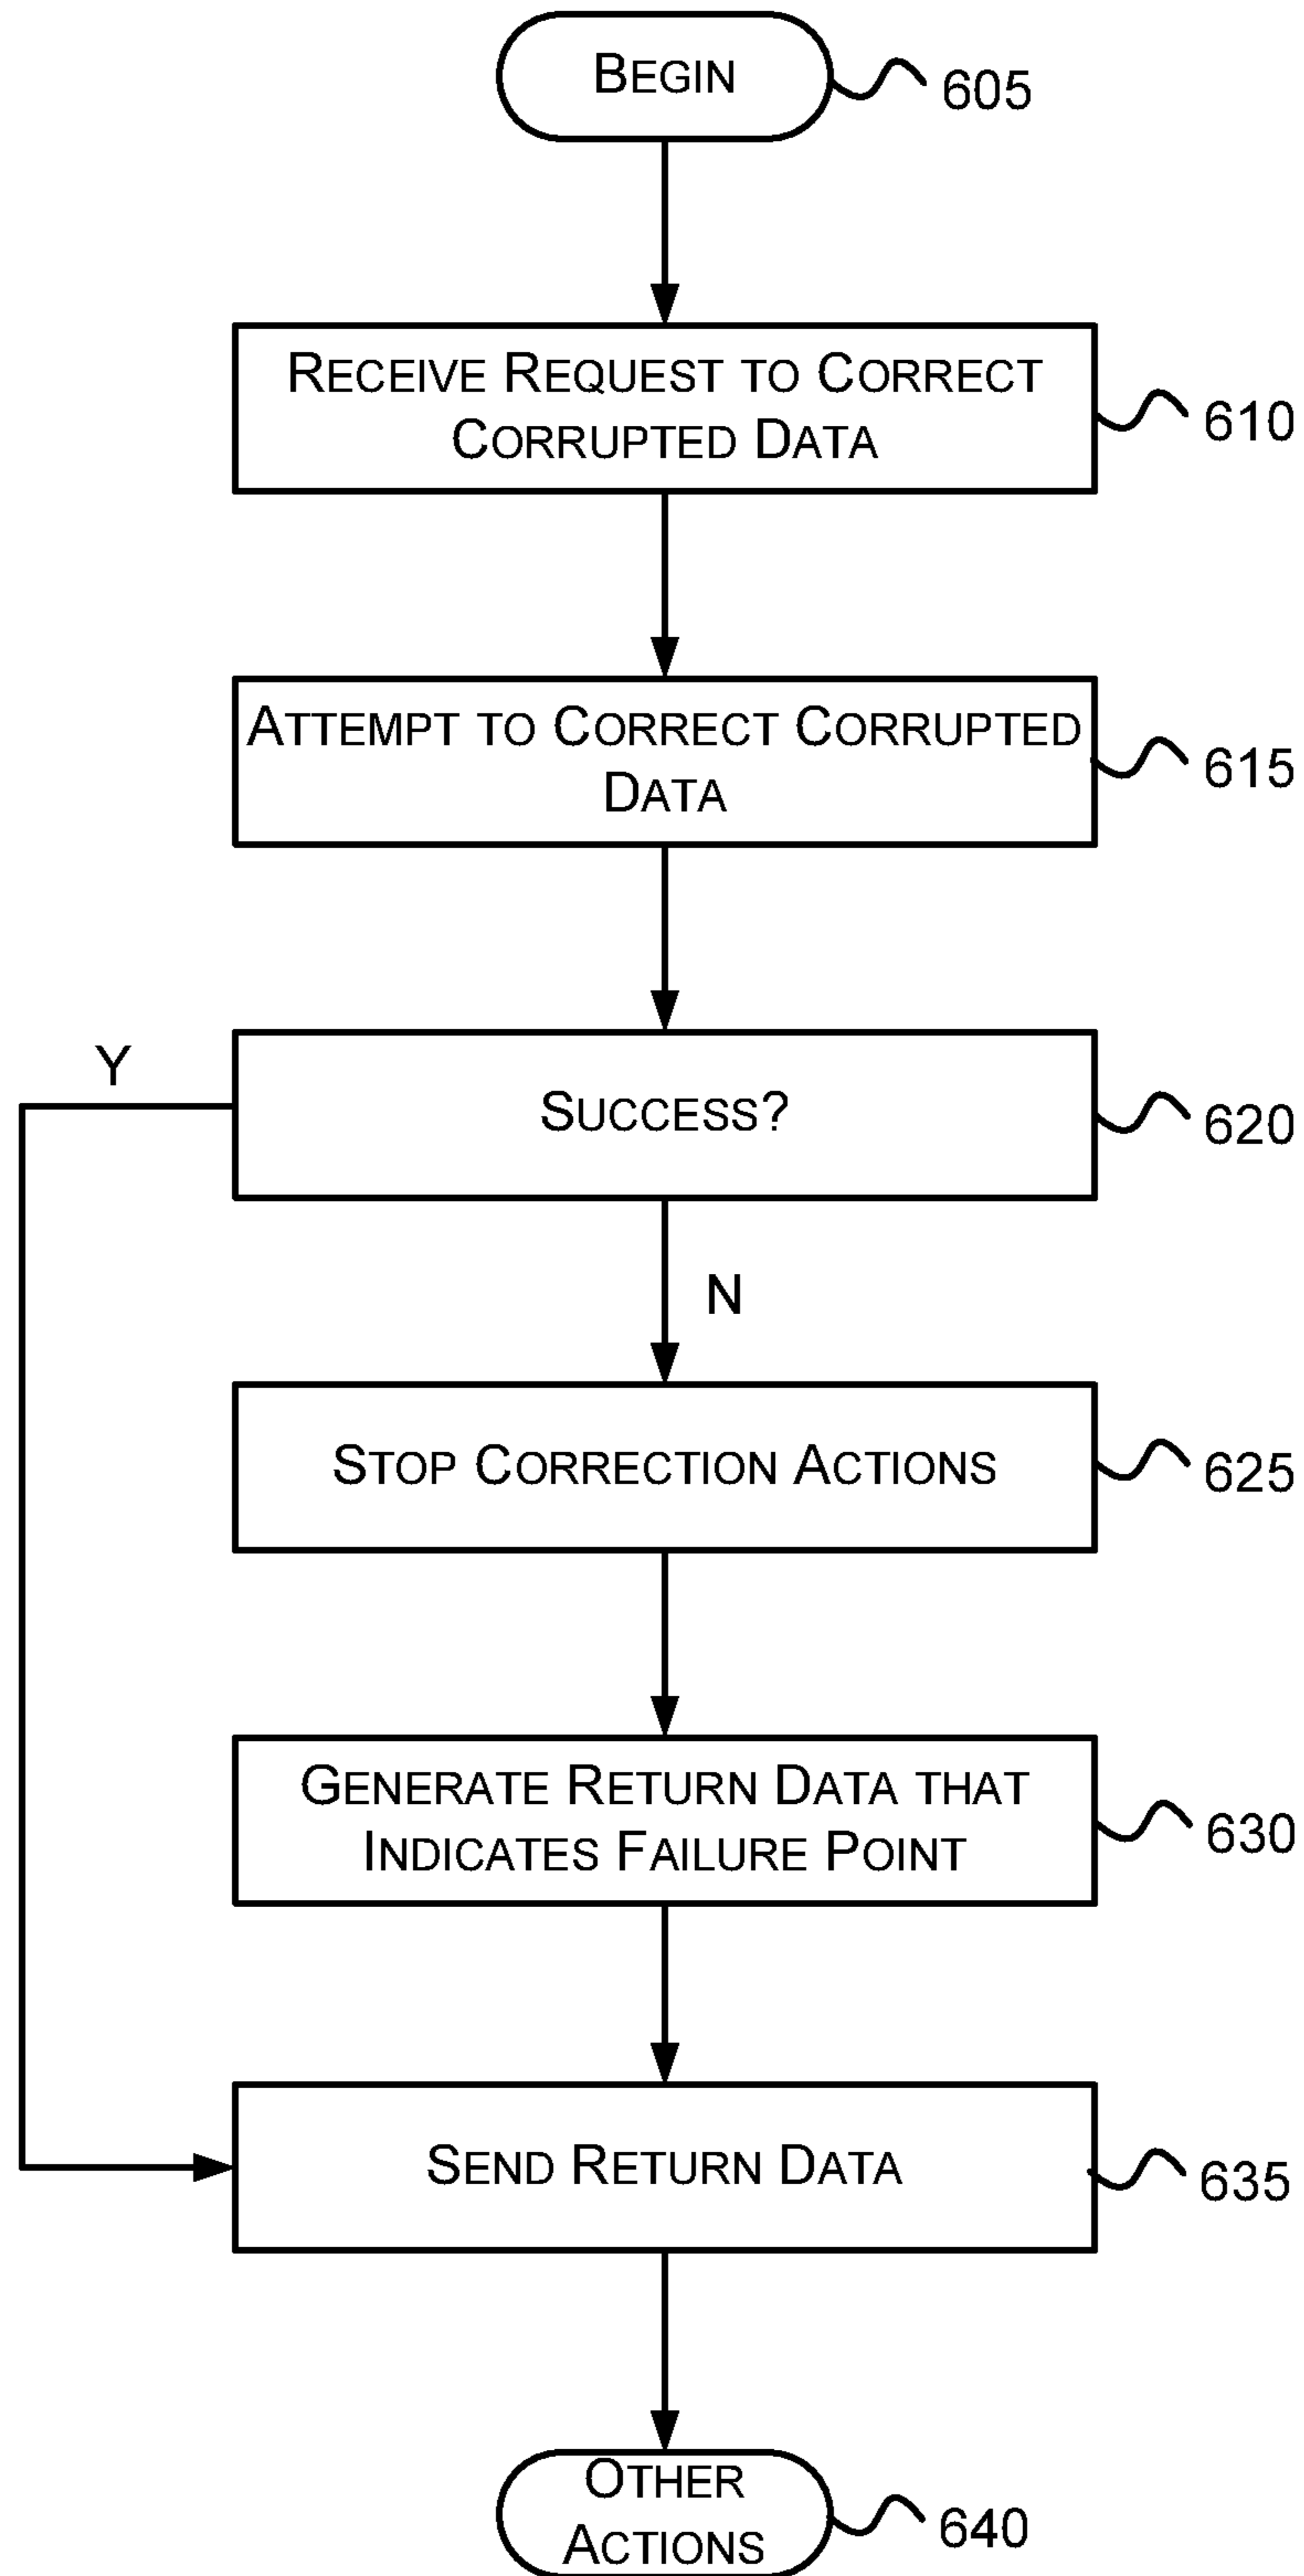 BEGIN
605
RECEIVE REQUEST TO CORRECT
CORRUPTED DATA
610
ATTEMPT TO CORRECT CORRUPTED
DATA
615
Y
SUCCESS?
620
N
STOP CORRECTION ACTIONS
625
GENERATE RETURN DATA THAT
INDICATES FAILURE POINT
630
SEND RETURN DATA
635
OTHER
ACTIONS
640